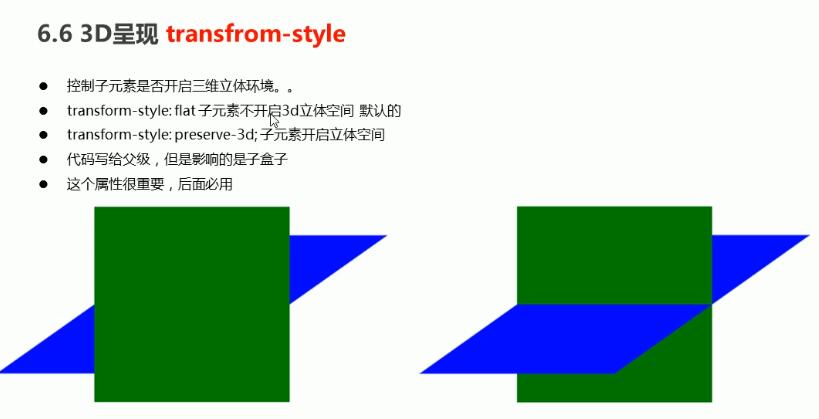 6.6 3D呈现 transfrom-style
控制子元素是否开启三维立体环境。。
transform-style: flat 子元素不开启3d立体空间 默认的
transform-style: preserve-3d; 子元素开启立体空间
代码写给父级，但是影响的是子盒子
这个属性很重要，后面必用